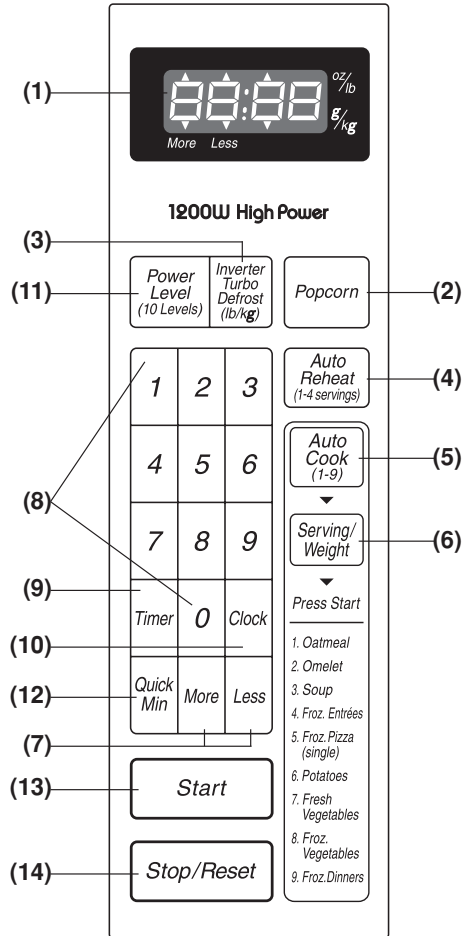 (1)
88:88
oz/lb
g/kg
More Less
1200W High Power
(3)
(11)
Power
Level
(10 Levels)
Inverter
Turbo
Defrost
(lb/kg)
Popcorn
(2)
1 2 3
4 5 6
7 8 9
Timer 0 Clock
Quick
Min
More Less
(8)
(9)
(10)
(12)
(7)
Auto
Reheat
(1-4 servings)
(4)
Auto
Cook
(1-9)
(5)
Serving/
Weight
(6)
Press Start
1. Oatmeal
2. Omelet
3. Soup
4. Froz. Entrées
5. Froz. Pizza
(single)
6. Potatoes
7. Fresh
Vegetables
8. Froz.
Vegetables
9. Froz. Dinners
(13)
Start
(14)
Stop/Reset